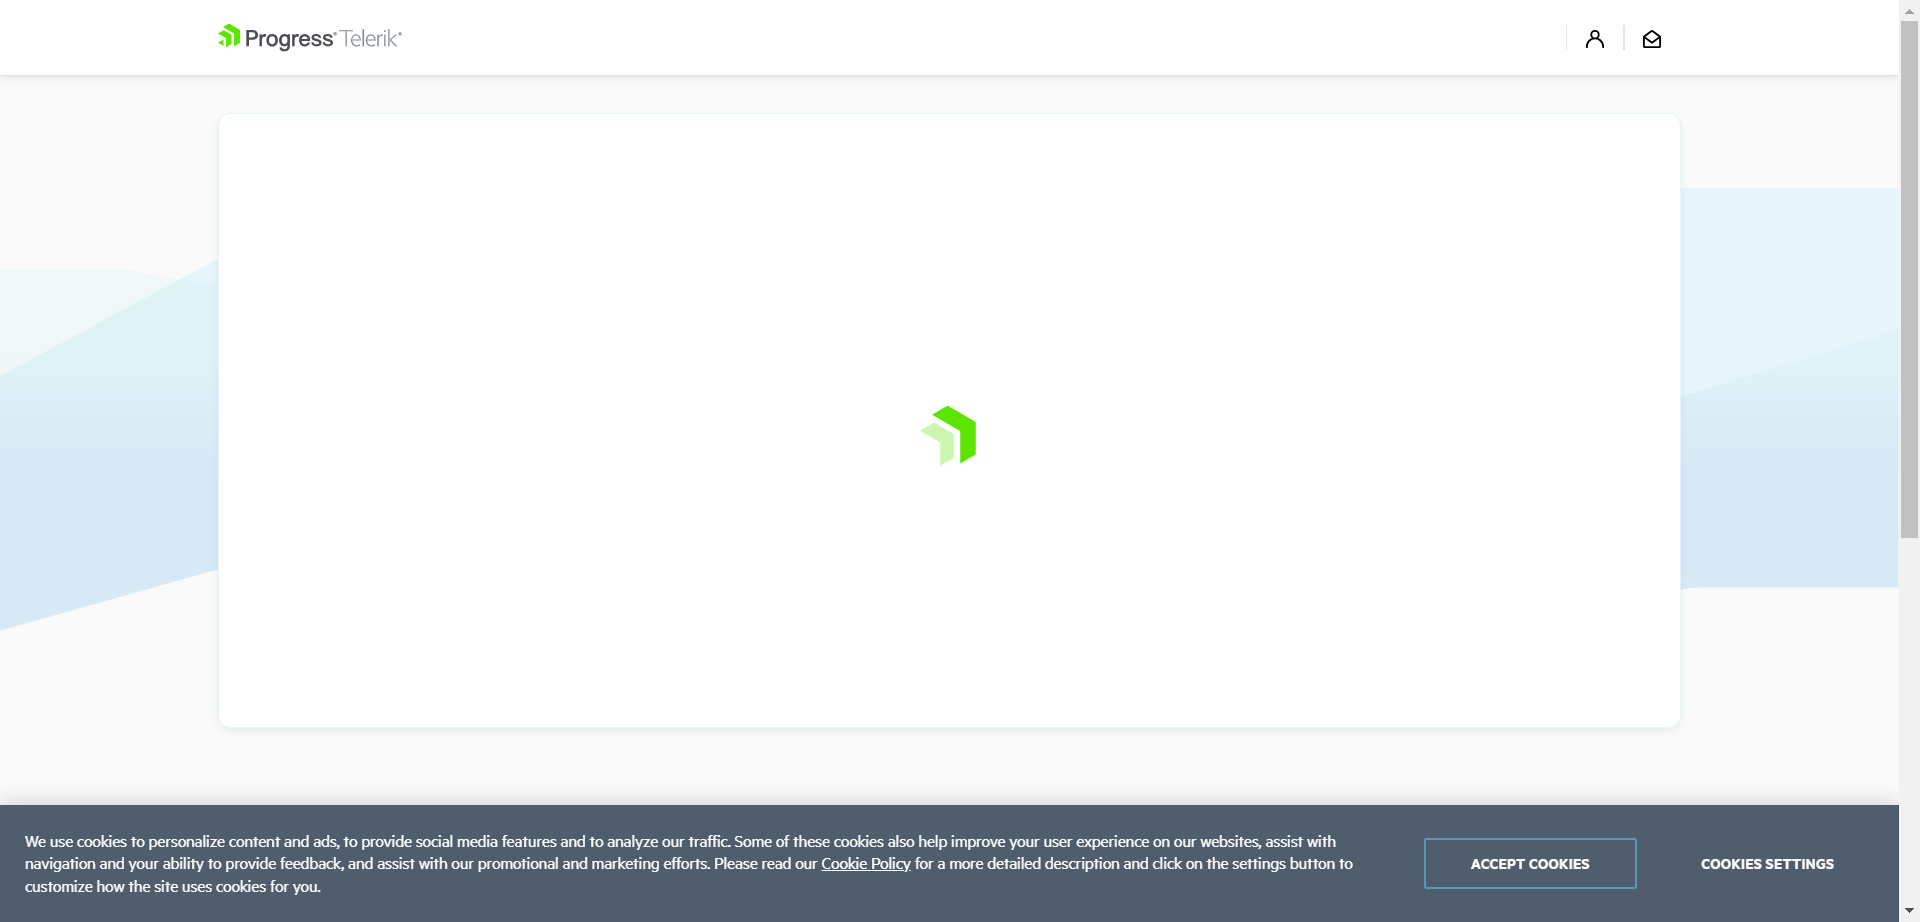 Progress® Telerik®
We use cookies to personalize content and ads, to provide social media features and to analyze our traffic. Some of these cookies also help improve your user experience on our websites, assist with
navigation and your ability to provide feedback, and assist with our promotional and marketing efforts. Please read our Cookie Policy for a more detailed description and click on the settings button to
customize how the site uses cookies for you.
ACCEPT COOKIES
COOKIES SETTINGS